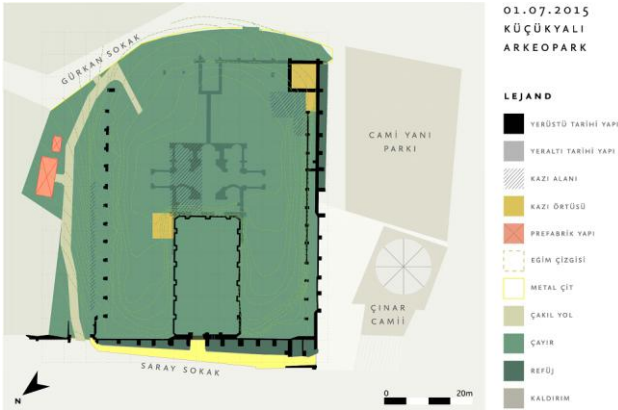 01.07.2015
KÜÇÜKYALI
ARKEOPARK
LEJAND
YERÜSTÜ TARİHİ YAPI
YERALTI TARİHİ YAPI
KAZI ALANI
KAZI ÖRTÜSÜ
PREFABRİK YAPI
EGİM ÇİZGİSİ
METAL ÇİT
ÇAKIL YOL
ÇAYIR
REFÜJ
KALDIRIM
GÜRKAN SOKAK
CAMİ YANI
PARKI
ÇINAR
CAMİİ
SARAY SOKAK
N
0 20m